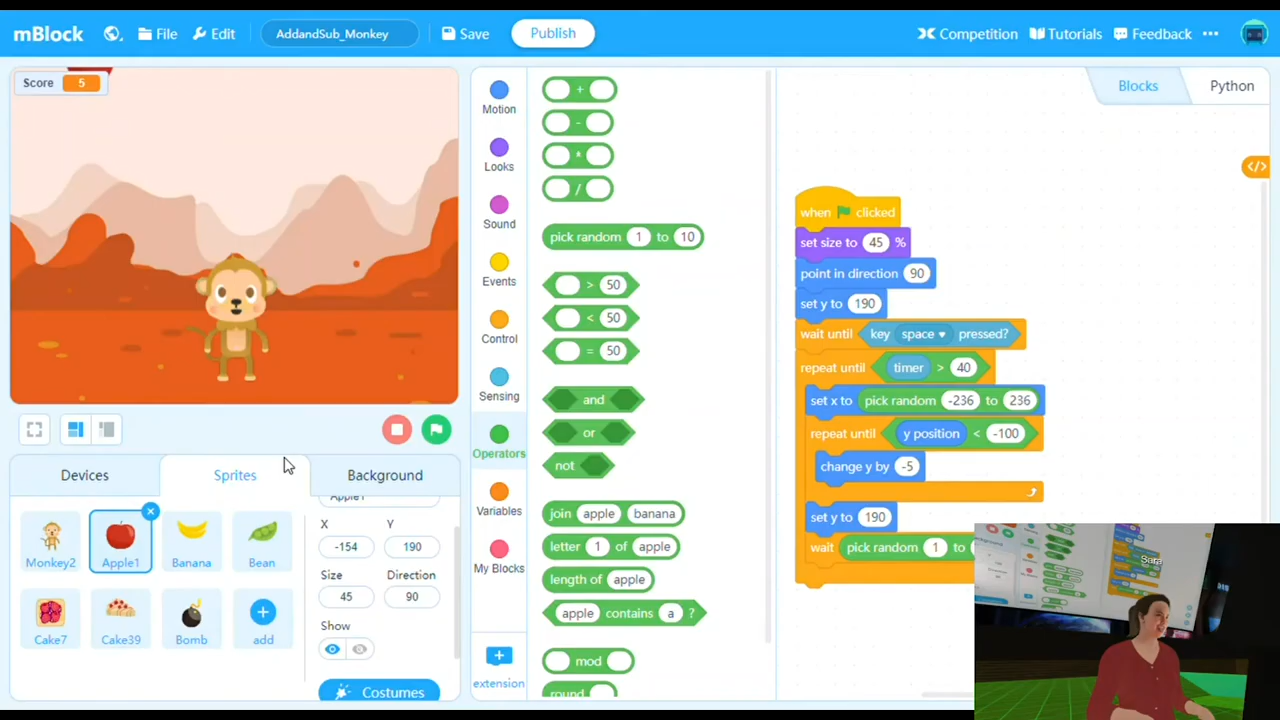 mBlock File Edit AddandSub_Monkey Save Publish Competition Tutorials Feedback
Score 5
Blocks Python
Motion
Looks
Sound
Events
Control
Sensing
Operators
Variables
My Blocks
extension
+
-
*
/
pick random 1 to 10
> 50
< 50
= 50
and
or
not
join apple banana
letter 1 of apple
length of apple
apple contains a ?
mod
round
when clicked
set size to 45 %
point in direction 90
set y to 190
wait until key space pressed?
repeat until timer > 40
set x to pick random -236 to 236
repeat until y position < -100
change y by -5
set y to 190
wait pick random 1 to
Devices Sprites Background
Monkey2 Apple1 Banana Bean
Cake7 Cake39 Bomb add
Apple1
X Y
-154 190
Size Direction
45 90
Show
Costumes
Sara